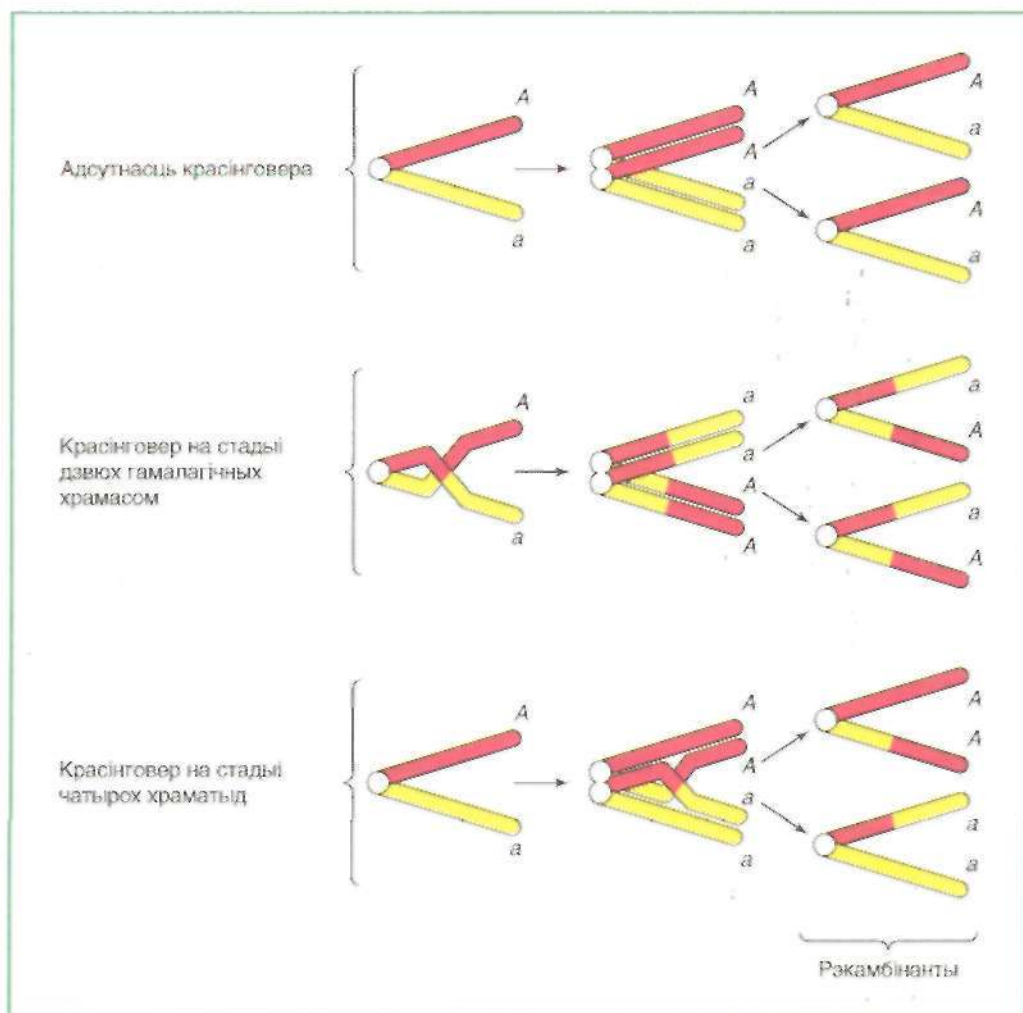 A
A
A
A
a
a
a
A
a
Адсутнасць красінговера
a
A
a
a
a
A
Красінговер на стадыі
дзвюх гамалагічных
храмасом
a
A
a
A
a
A
A
A
A
A
Красінговер на стадыі
чатырох храматыд
A
A
a
a
a
a
a
Рэкамбінанты